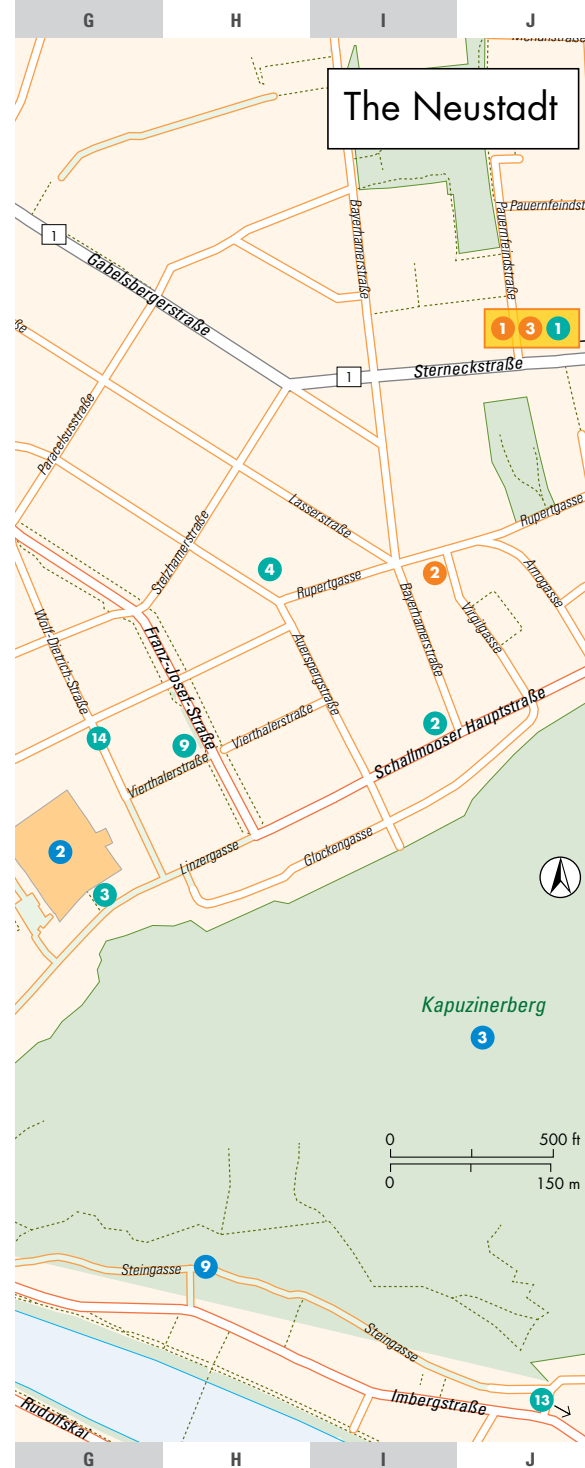 G H I J
The Neustadt
Bayerhamerstraße
Pauernfeindstraße
Pauernfeindst
1
Gabelsbergerstraße
1 3 1
ße
1
Sterneckstraße
Paracelsusstraße
Lasserstraße
Rupertgasse
Stelzhamerstraße
4
2
Arnogasse
Rupertgasse
Bayerhamerstraße
Virgilgasse
Wolf-Dietrich-Straße
Franz-Josef-Straße
Auerspergstraße
2
14
9
Vierthalerstraße
Schallmooser Hauptstraße
Vierthalerstraße
2
Linzergasse
Glockengasse
3
Kapuzinerberg
3
0 500 ft
0 150 m
Steingasse
9
Steingasse
Imbergstraße
13
Rudolfskai
G H I J